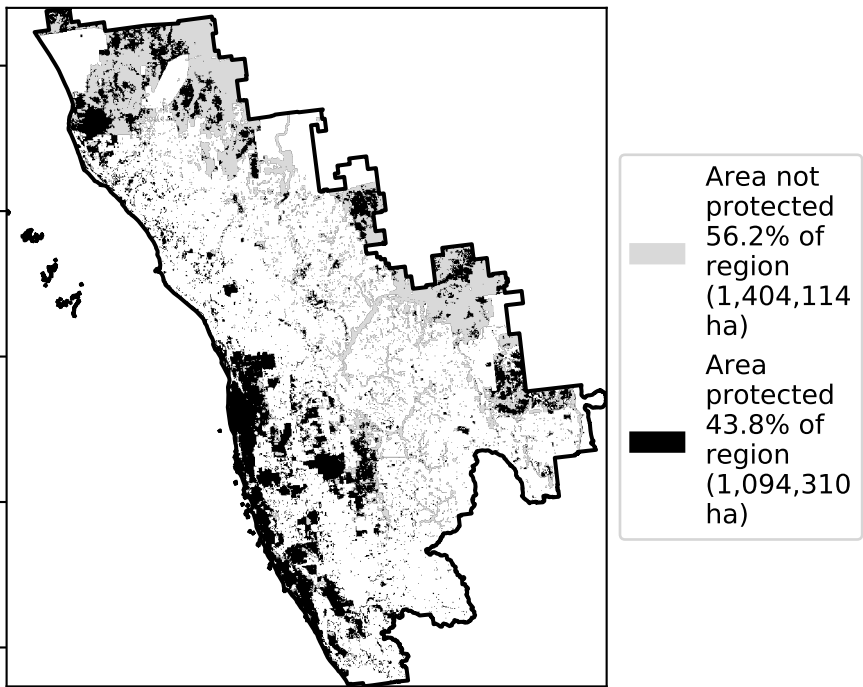 Area not
protected
56.2% of
region
(1,404,114
ha)
Area
protected
43.8% of
region
(1,094,310
ha)